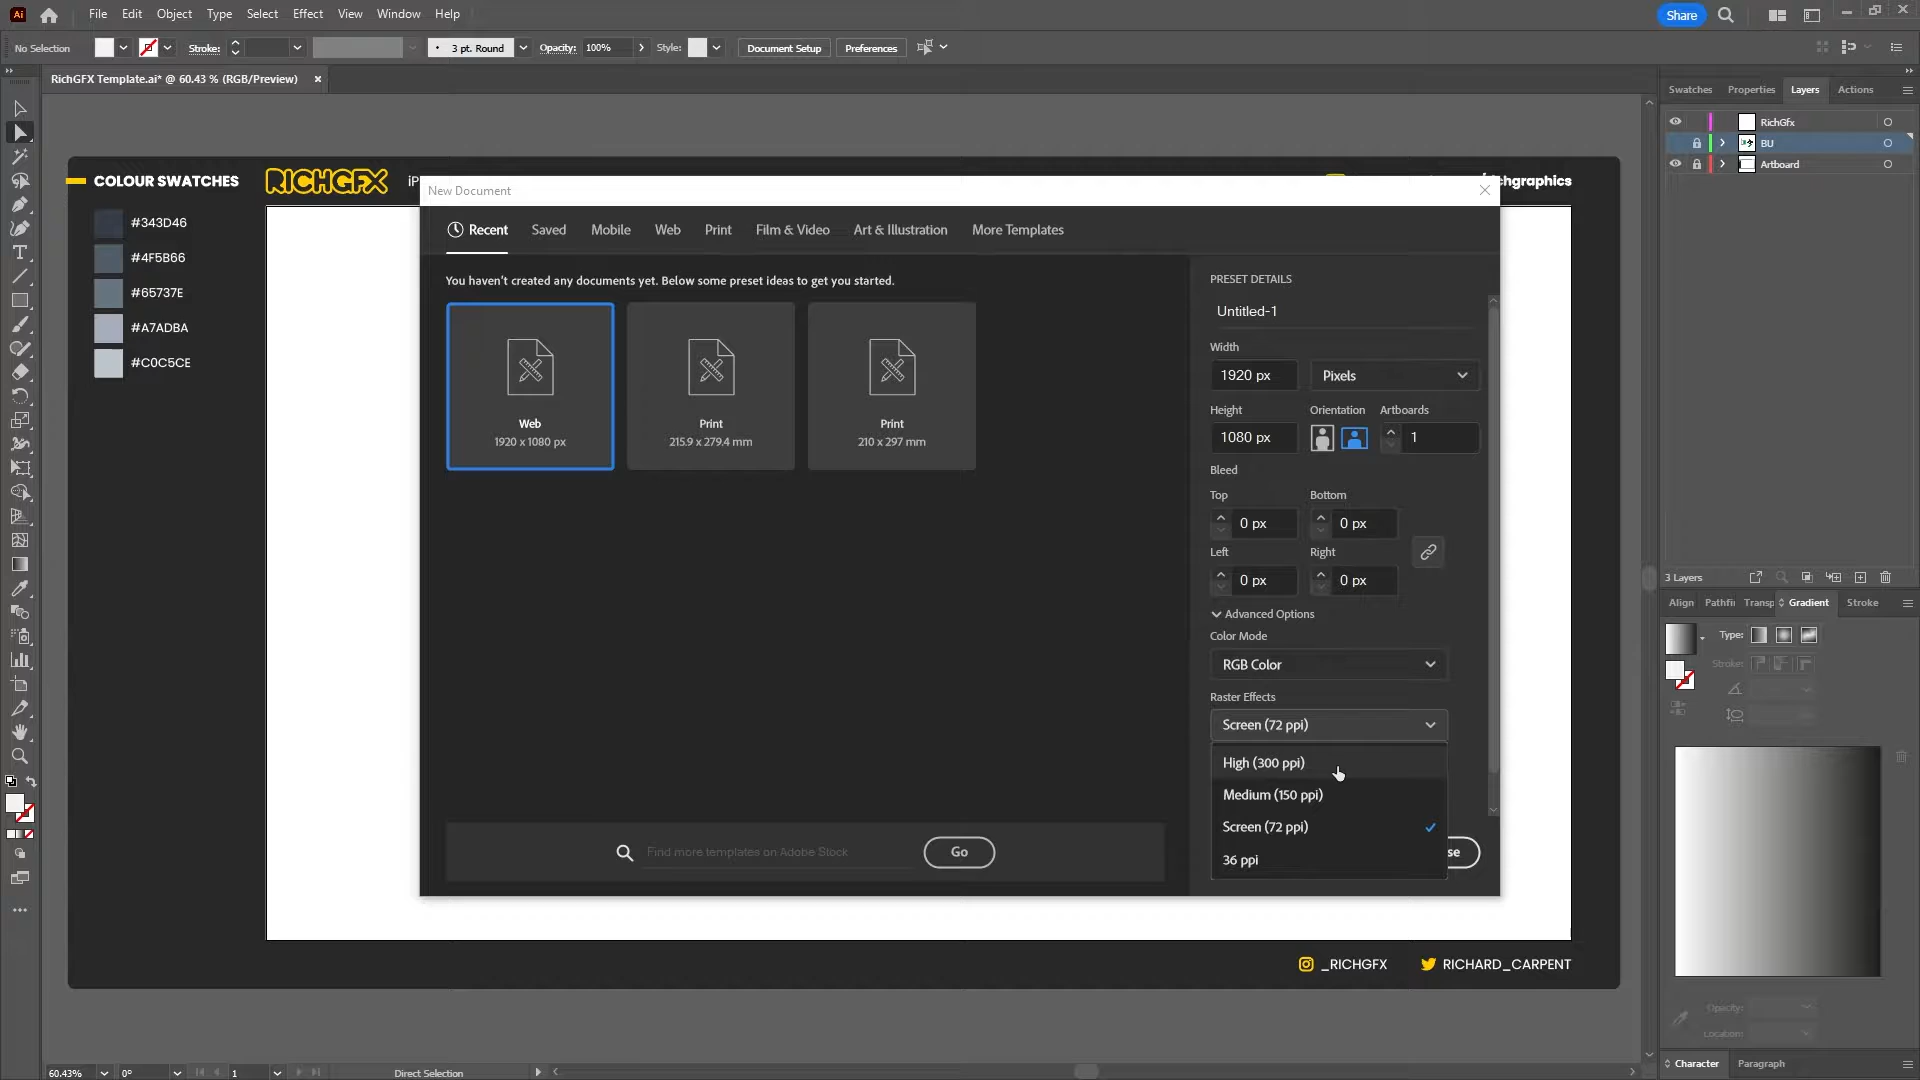 Ai
File Edit Object Type Select Effect View Window Help
Share
No Selection
Stroke:
3 pt. Round
Opacity: 100%
Style:
Document Setup
Preferences
RichGFX Template.ai* @ 60.43 % (RGB/Preview)
Swatches Properties Layers Actions
RichGfx
BU
Artboard
COLOUR SWATCHES
RICHGFX
#343D46
#4F5B66
#65737E
#A7ADBA
#C0C5CE
New Document
Recent Saved Mobile Web Print Film & Video Art & Illustration More Templates
You haven't created any documents yet. Below some preset ideas to get you started.
Web
1920 x 1080 px
Print
215.9 x 279.4 mm
Print
210 x 297 mm
Find more templates on Adobe Stock
Go
PRESET DETAILS
Untitled-1
Width
1920 px
Pixels
Height Orientation Artboards
1080 px
1
Bleed
Top Bottom
0 px 0 px
Left Right
0 px 0 px
Advanced Options
Color Mode
RGB Color
Raster Effects
Screen (72 ppi)
High (300 ppi)
Medium (150 ppi)
Screen (72 ppi)
36 ppi
se
_RICHGFX
RICHARD_CARPENT
3 Layers
Align Pathfi Transp Gradient Stroke
Type:
Stroke:
Opacity:
Location:
Character Paragraph
60.43% 0° 1 Direct Selection